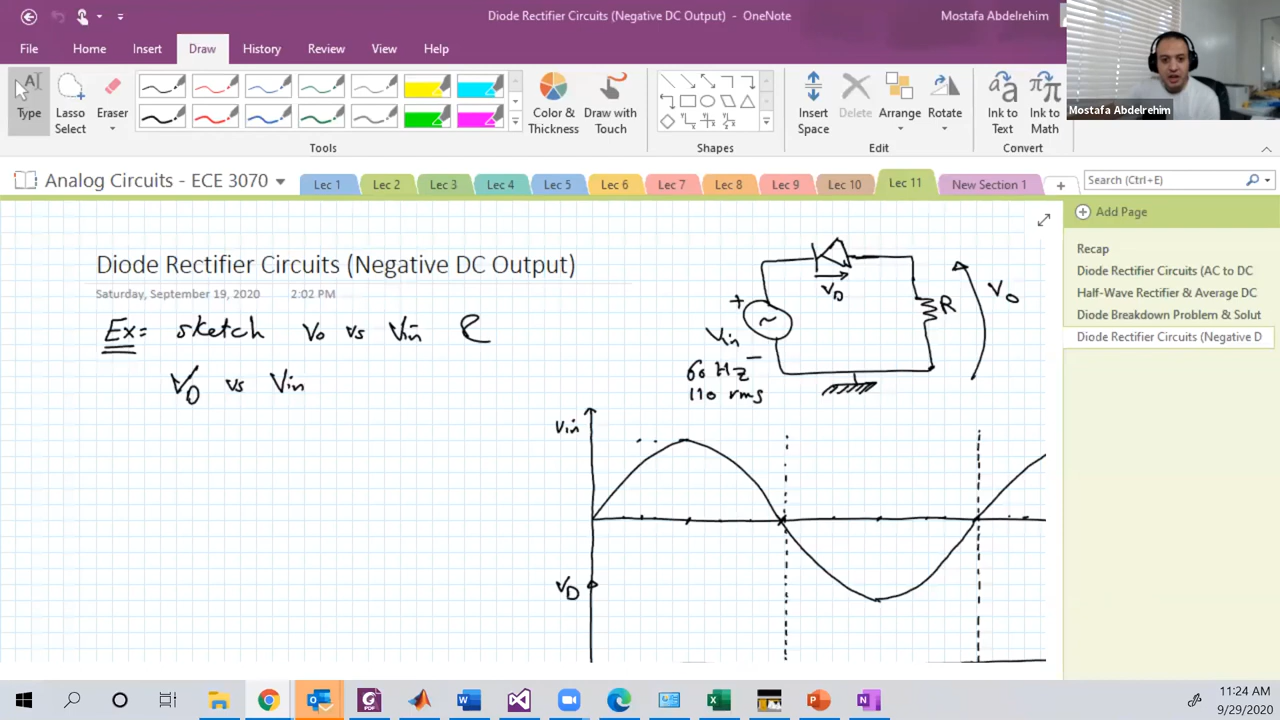 Diode Rectifier Circuits (Negative DC Output) - OneNote
Mostafa Abdelrehim
File Home Insert Draw History Review View Help
Type
Lasso Select
Eraser
Color & Thickness
Draw with Touch
Insert Space
Delete
Arrange
Rotate
Ink to Text
Ink to Math
Mostafa Abdelrehim
Tools
Shapes
Edit
Convert
Analog Circuits - ECE 3070
Lec 1 Lec 2 Lec 3 Lec 4 Lec 5 Lec 6 Lec 7 Lec 8 Lec 9 Lec 10 Lec 11 New Section 1
Search (Ctrl+E)
Add Page
Recap
Diode Rectifier Circuits (AC to DC
Half-Wave Rectifier & Average DC
Diode Breakdown Problem & Solut
Diode Rectifier Circuits (Negative D
Diode Rectifier Circuits (Negative DC Output)
Saturday, September 19, 2020 2:02 PM
Ex: sketch Vo vs Vin &
VD vs Vin
VD
+
~
Vin
-
60 Hz
110 rms
R
Vo
Vin
VD
11:24 AM
9/29/2020